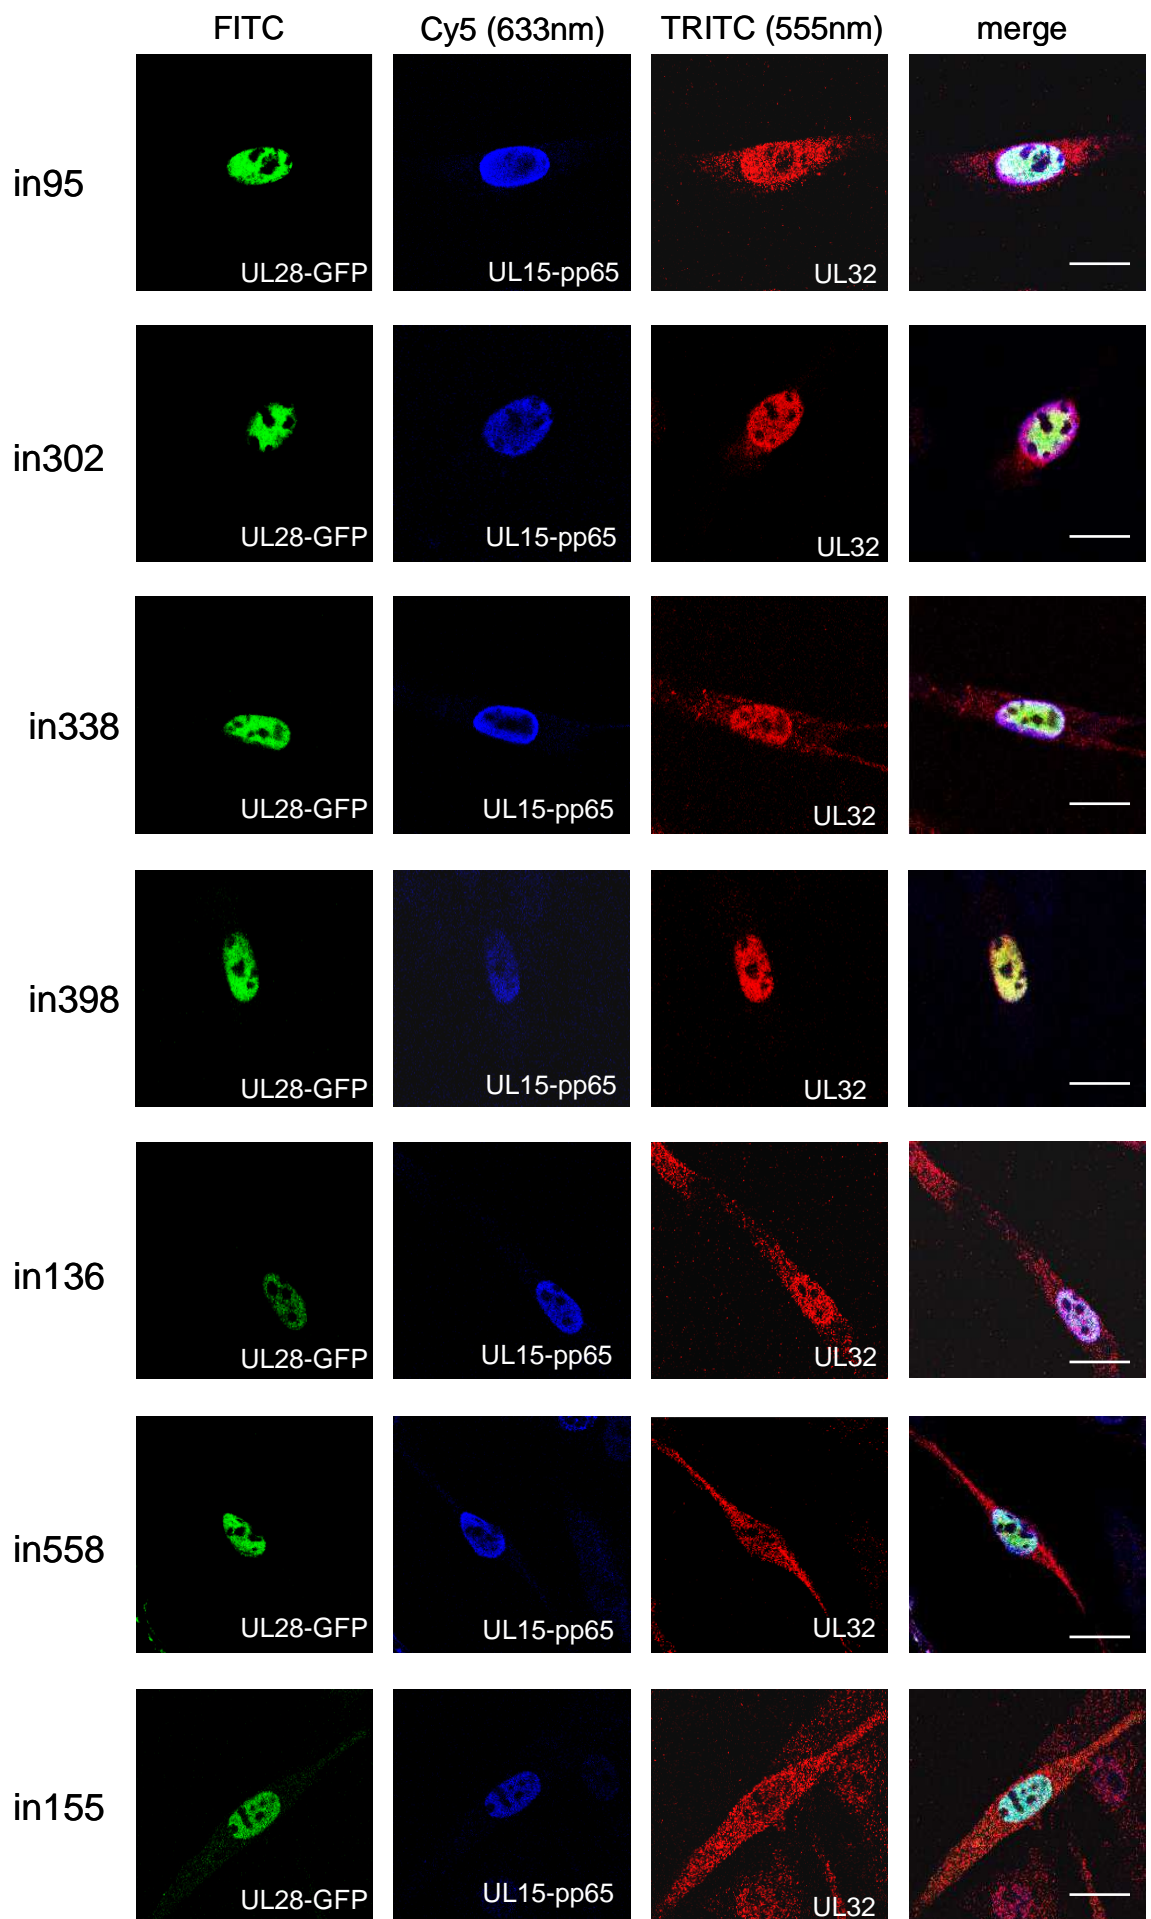 FITC Cy5 (633nm) TRITC (555nm) merge
in95
UL28-GFP UL15-pp65 UL32
in302
UL28-GFP UL15-pp65 UL32
in338
UL28-GFP UL15-pp65 UL32
in398
UL28-GFP UL15-pp65 UL32
in136
UL28-GFP UL15-pp65 UL32
in558
UL28-GFP UL15-pp65 UL32
in155
UL28-GFP UL15-pp65 UL32